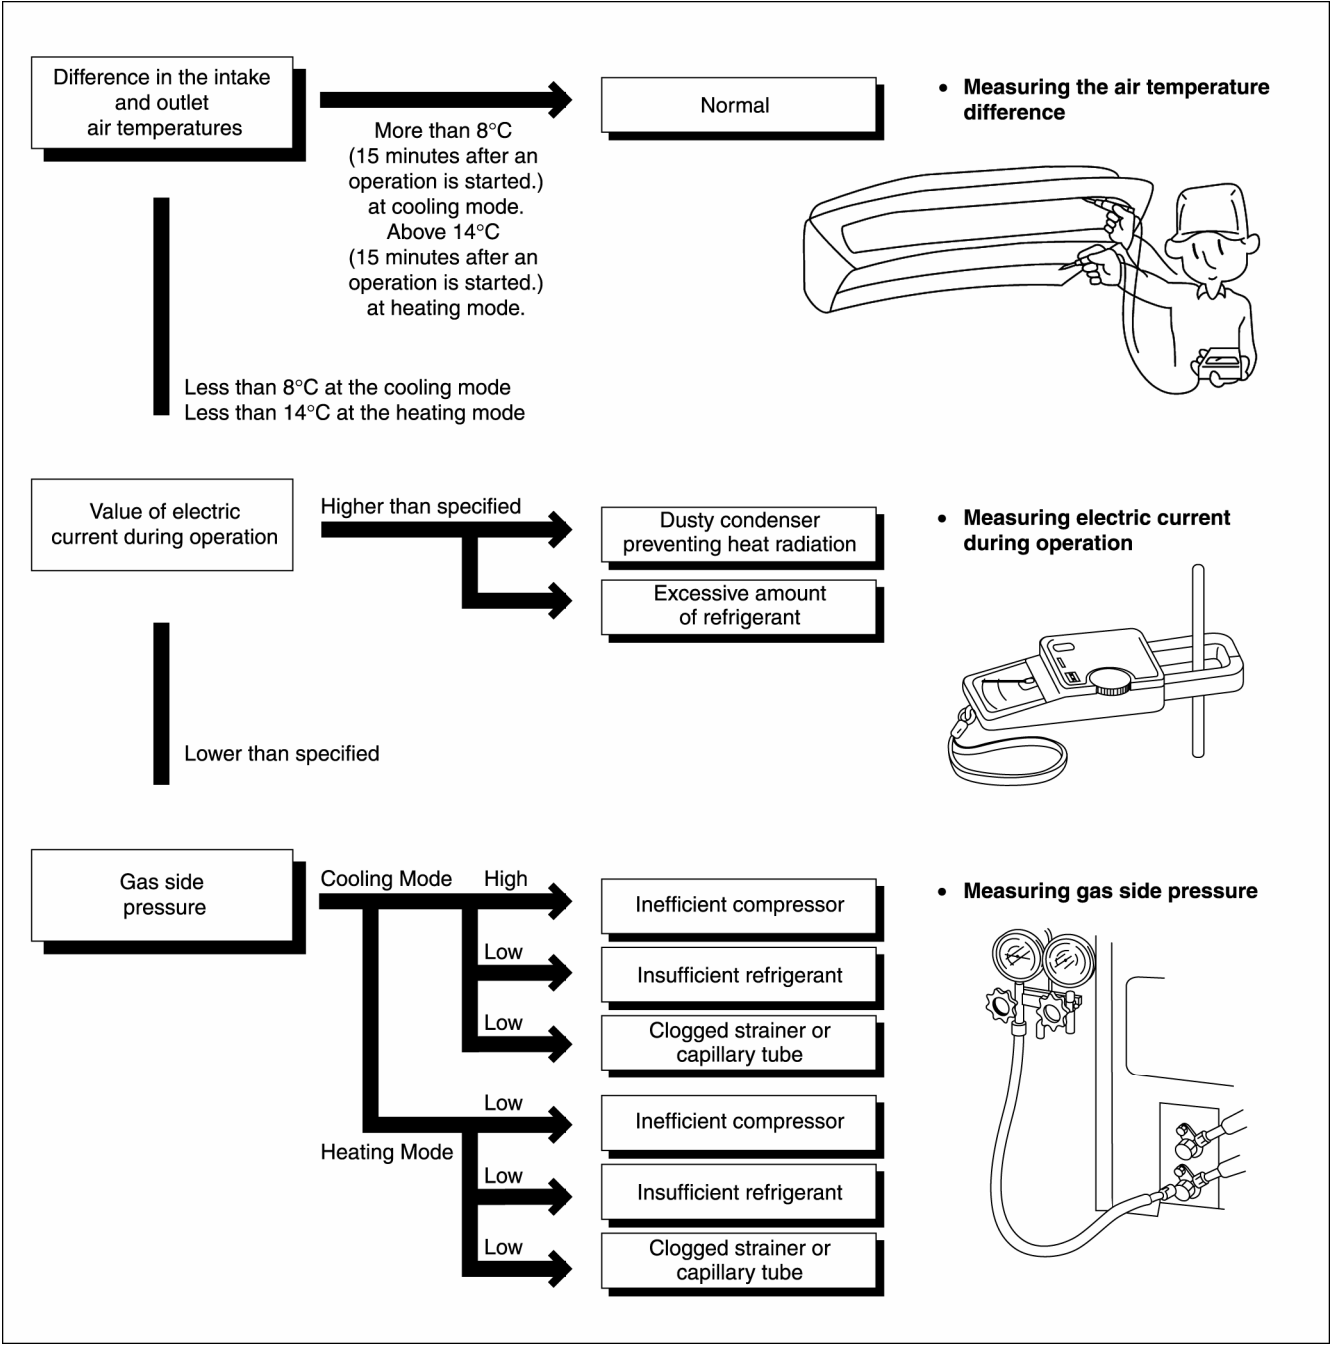 Difference in the intake
and outlet
air temperatures
More than 8°C
(15 minutes after an
operation is started.)
at cooling mode.
Above 14°C
(15 minutes after an
operation is started.)
at heating mode.
Normal
• Measuring the air temperature
difference
Less than 8°C at the cooling mode
Less than 14°C at the heating mode
Value of electric
current during operation
Higher than specified
Dusty condenser
preventing heat radiation
Excessive amount
of refrigerant
• Measuring electric current
during operation
Lower than specified
Gas side
pressure
Cooling Mode
High
Inefficient compressor
Low
Insufficient refrigerant
Low
Clogged strainer or
capillary tube
Heating Mode
Low
Inefficient compressor
Low
Insufficient refrigerant
Low
Clogged strainer or
capillary tube
• Measuring gas side pressure